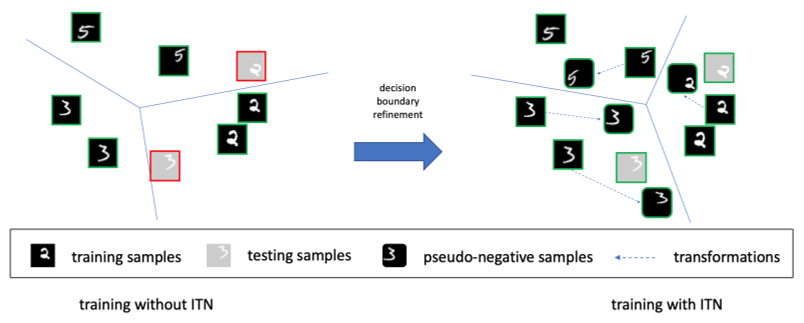 5
5
2
3
2
3
2
3
decision
boundary
refinement
5
5
5
2
2
2
3
3
3
3
3
2 training samples
3 testing samples
3 pseudo-negative samples
transformations
training without ITN
training with ITN